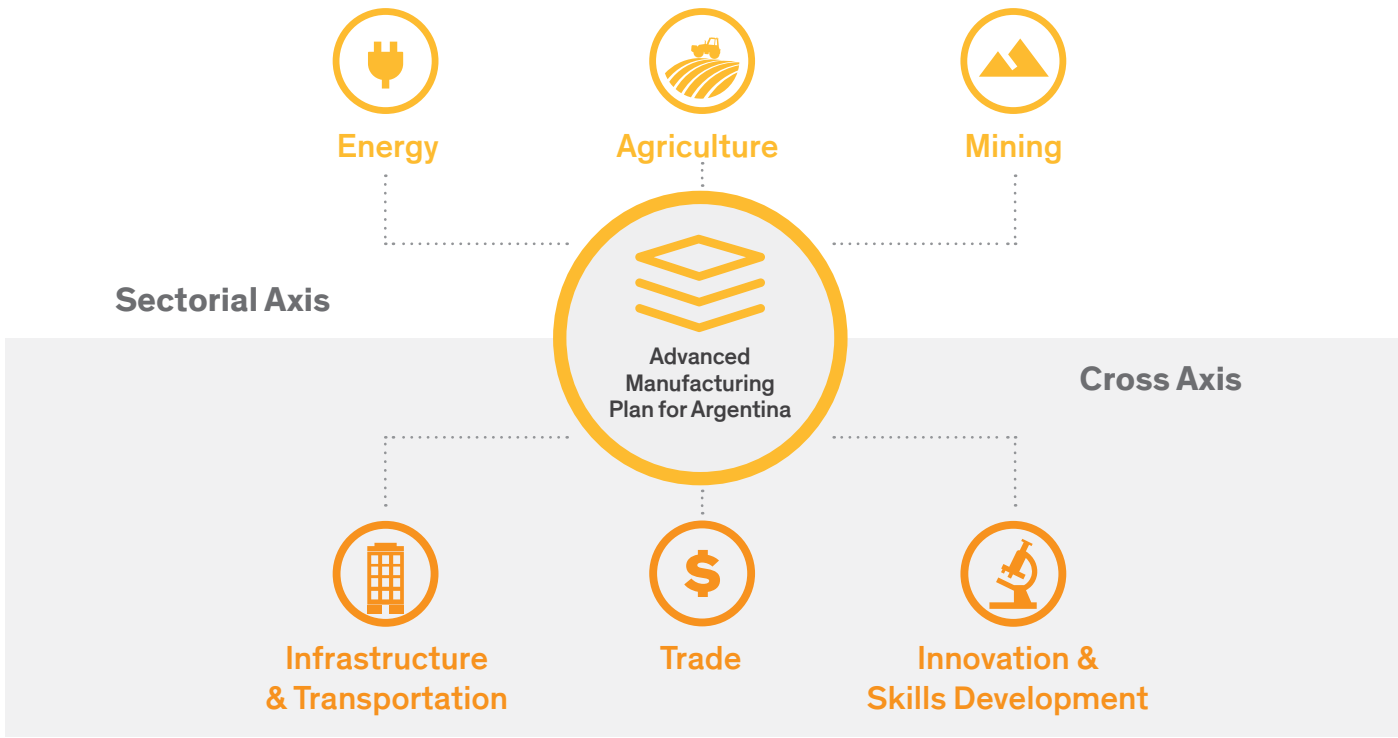 Energy
Agriculture
Mining
Sectorial Axis
Advanced
Manufacturing
Plan for Argentina
Cross Axis
Infrastructure
& Transportation
Trade
Innovation &
Skills Development